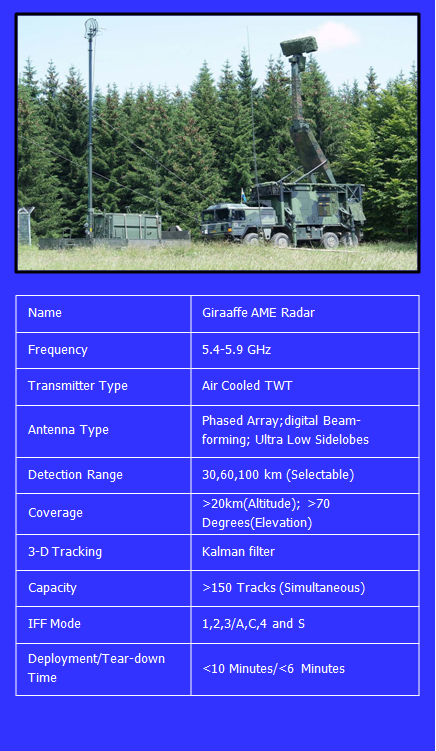 Name
Giraaffe AME Radar
Frequency
5.4-5.9 GHz
Transmitter Type
Air Cooled TWT
Antenna Type
Phased Array;digital Beam-
forming; Ultra Low Sidelobes
Detection Range
30,60,100 km (Selectable)
Coverage
>20km(Altitude); >70
Degrees(Elevation)
3-D Tracking
Kalman filter
Capacity
>150 Tracks (Simultaneous)
IFF Mode
1,2,3/A,C,4 and S
Deployment/Tear-down
Time
<10 Minutes/<6 Minutes